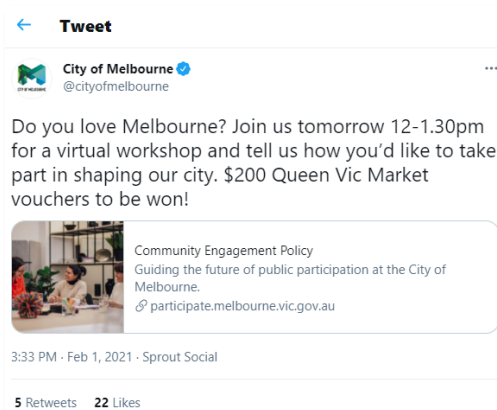 Tweet
City of Melbourne
@cityofmelbourne
Do you love Melbourne? Join us tomorrow 12-1.30pm
for a virtual workshop and tell us how you'd like to take
part in shaping our city. $200 Queen Vic Market
vouchers to be won!
Community Engagement Policy
Guiding the future of public participation at the City of
Melbourne.
participate.melbourne.vic.gov.au
3:33 PM · Feb 1, 2021 · Sprout Social
5 Retweets 22 Likes